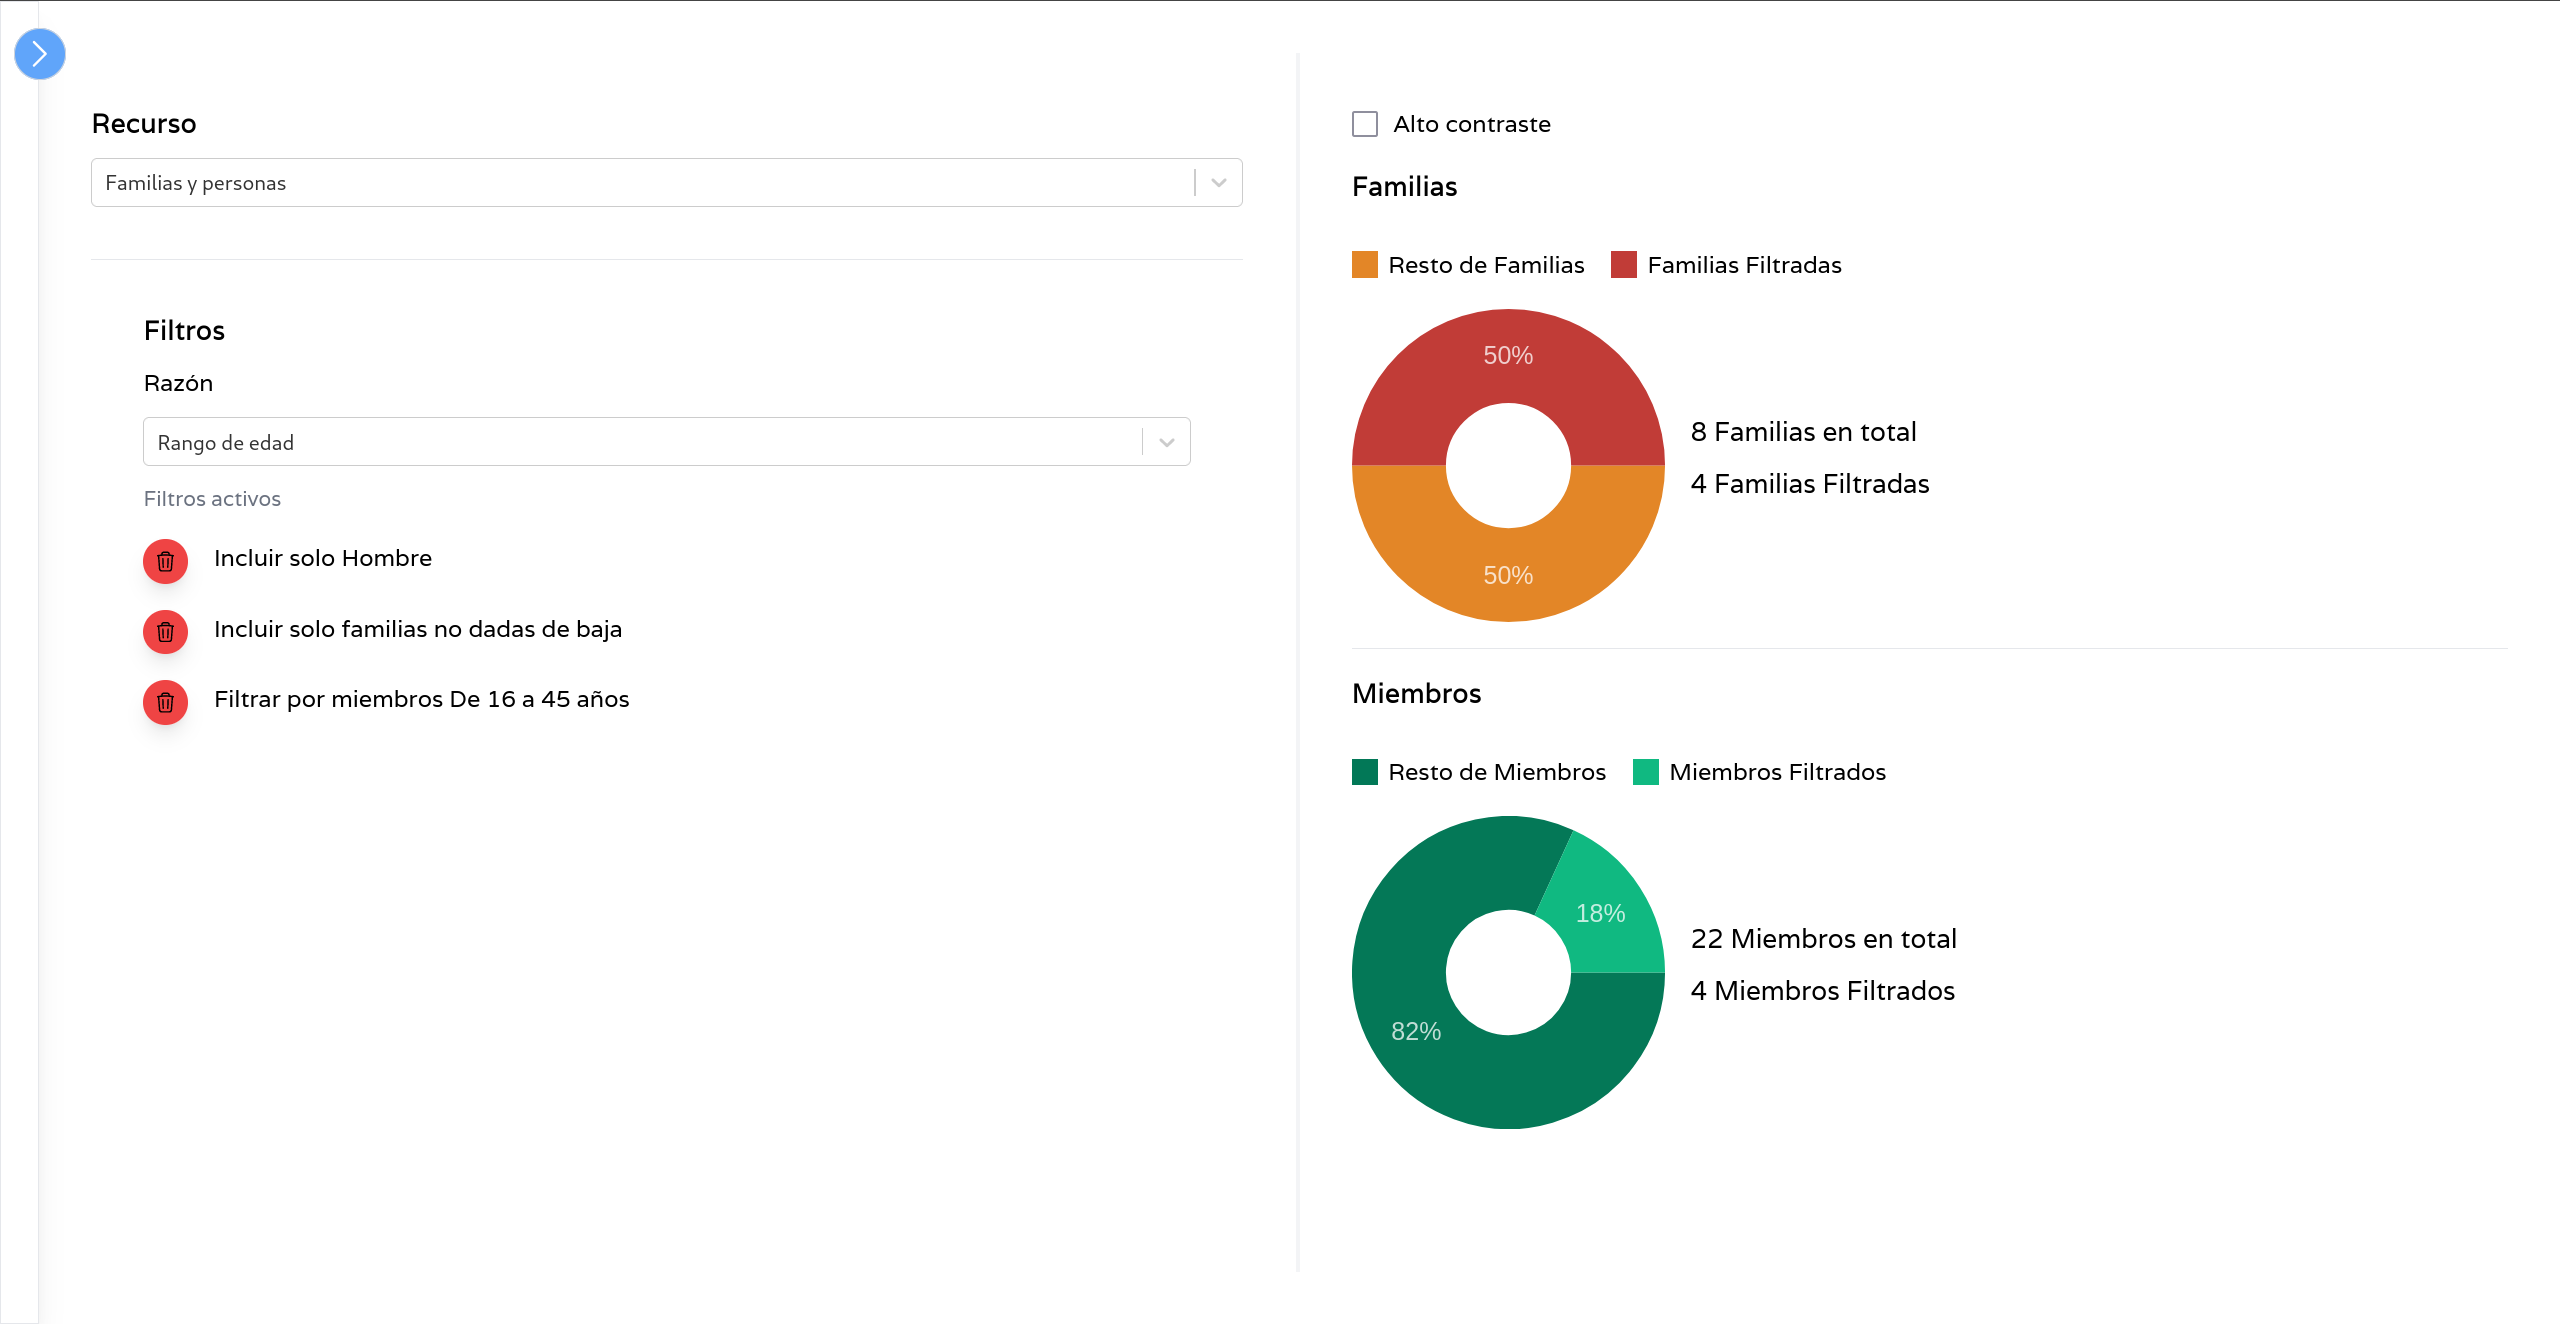 Recurso
Familias y personas
Filtros
Razón
Rango de edad
Filtros activos
Incluir solo Hombre
Incluir solo familias no dadas de baja
Filtrar por miembros De 16 a 45 años
Alto contraste
Familias
Resto de Familias Familias Filtradas
50%
50%
8 Familias en total
4 Familias Filtradas
Miembros
Resto de Miembros Miembros Filtrados
18%
82%
22 Miembros en total
4 Miembros Filtrados